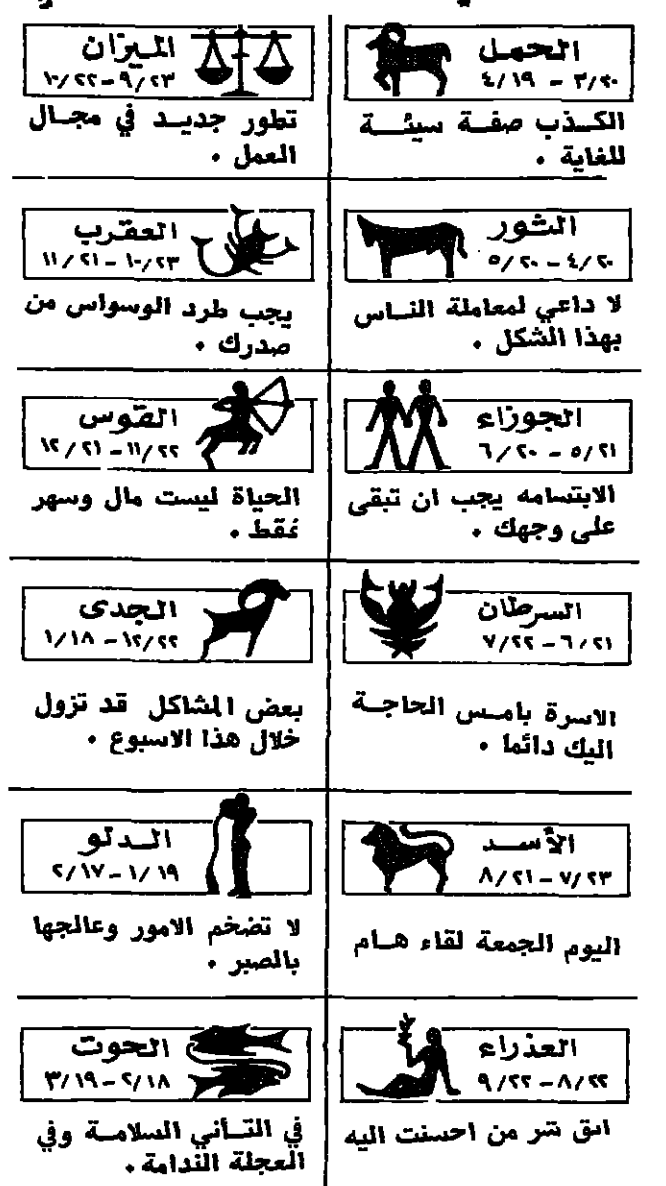 الحمل
٣/٢٠ - ٤/١٩
الكذب صفة سيئة
للغاية .
الثور
٤/٢٠ - ٥/٢٠
لا داعي لمعاملة الناس
بهذا الشكل .
الجوزاء
٥/٢١ - ٦/٢٠
الابتسامه يجب ان تبقى
على وجهك .
السرطان
٦/٢١ - ٧/٢٢
الاسرة بامس الحاجة
اليك دائما .
الأسد
٧/٢٣ - ٨/٢١
اليوم الجمعة لقاء هام
العذراء
٨/٢٢ - ٩/٢٢
اتق شر من احسنت اليه
الميزان
٩/٢٣ - ١٠/٢٢
تطور جديد في مجال
العمل .
العقرب
١٠/٢٣ - ١١/٢١
يجب طرد الوسواس من
صدرك .
القوس
١١/٢٢ - ١٢/٢١
الحياة ليست مال وسهر
فقط .
الجدى
١٢/٢٢ - ١/١٨
بعض المشاكل قد تزول
خلال هذا الاسبوع .
الدلو
١/١٩ - ٢/١٧
لا تضخم الامور وعالجها
بالصبر .
الحوت
٢/١٨ - ٣/١٩
في التأني السلامة وفي
العجلة الندامة .